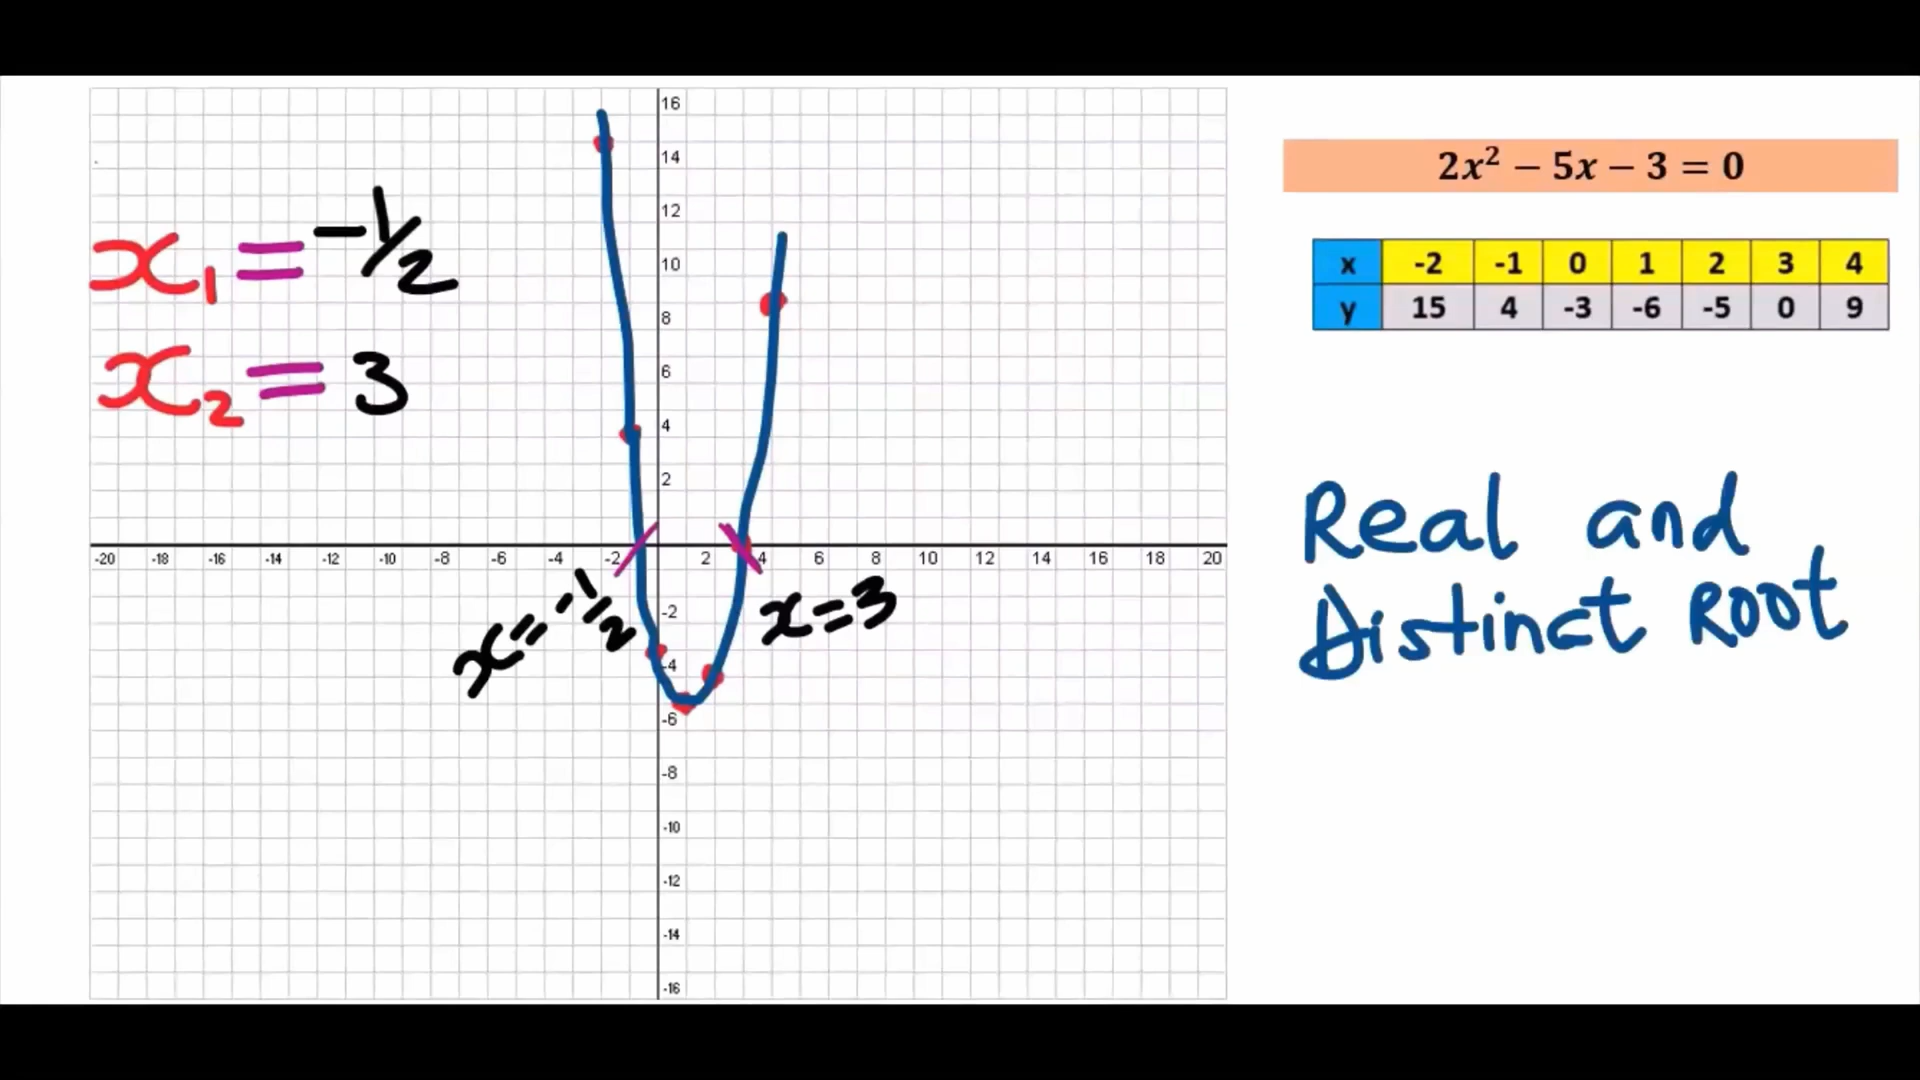 2x² − 5x − 3 = 0
x -2 -1 0 1 2 3 4
y 15 4 -3 -6 -5 0 9
x₁ = -1/2
x₂ = 3
Real and
Distinct Root
16
14
12
10
8
6
4
2
-20 -18 -16 -14 -12 -10 -8 -6 -4 -2 2 4 6 8 10 12 14 16 18 20
x = -1/2
x = 3
-2
-4
-6
-8
-10
-12
-14
-16